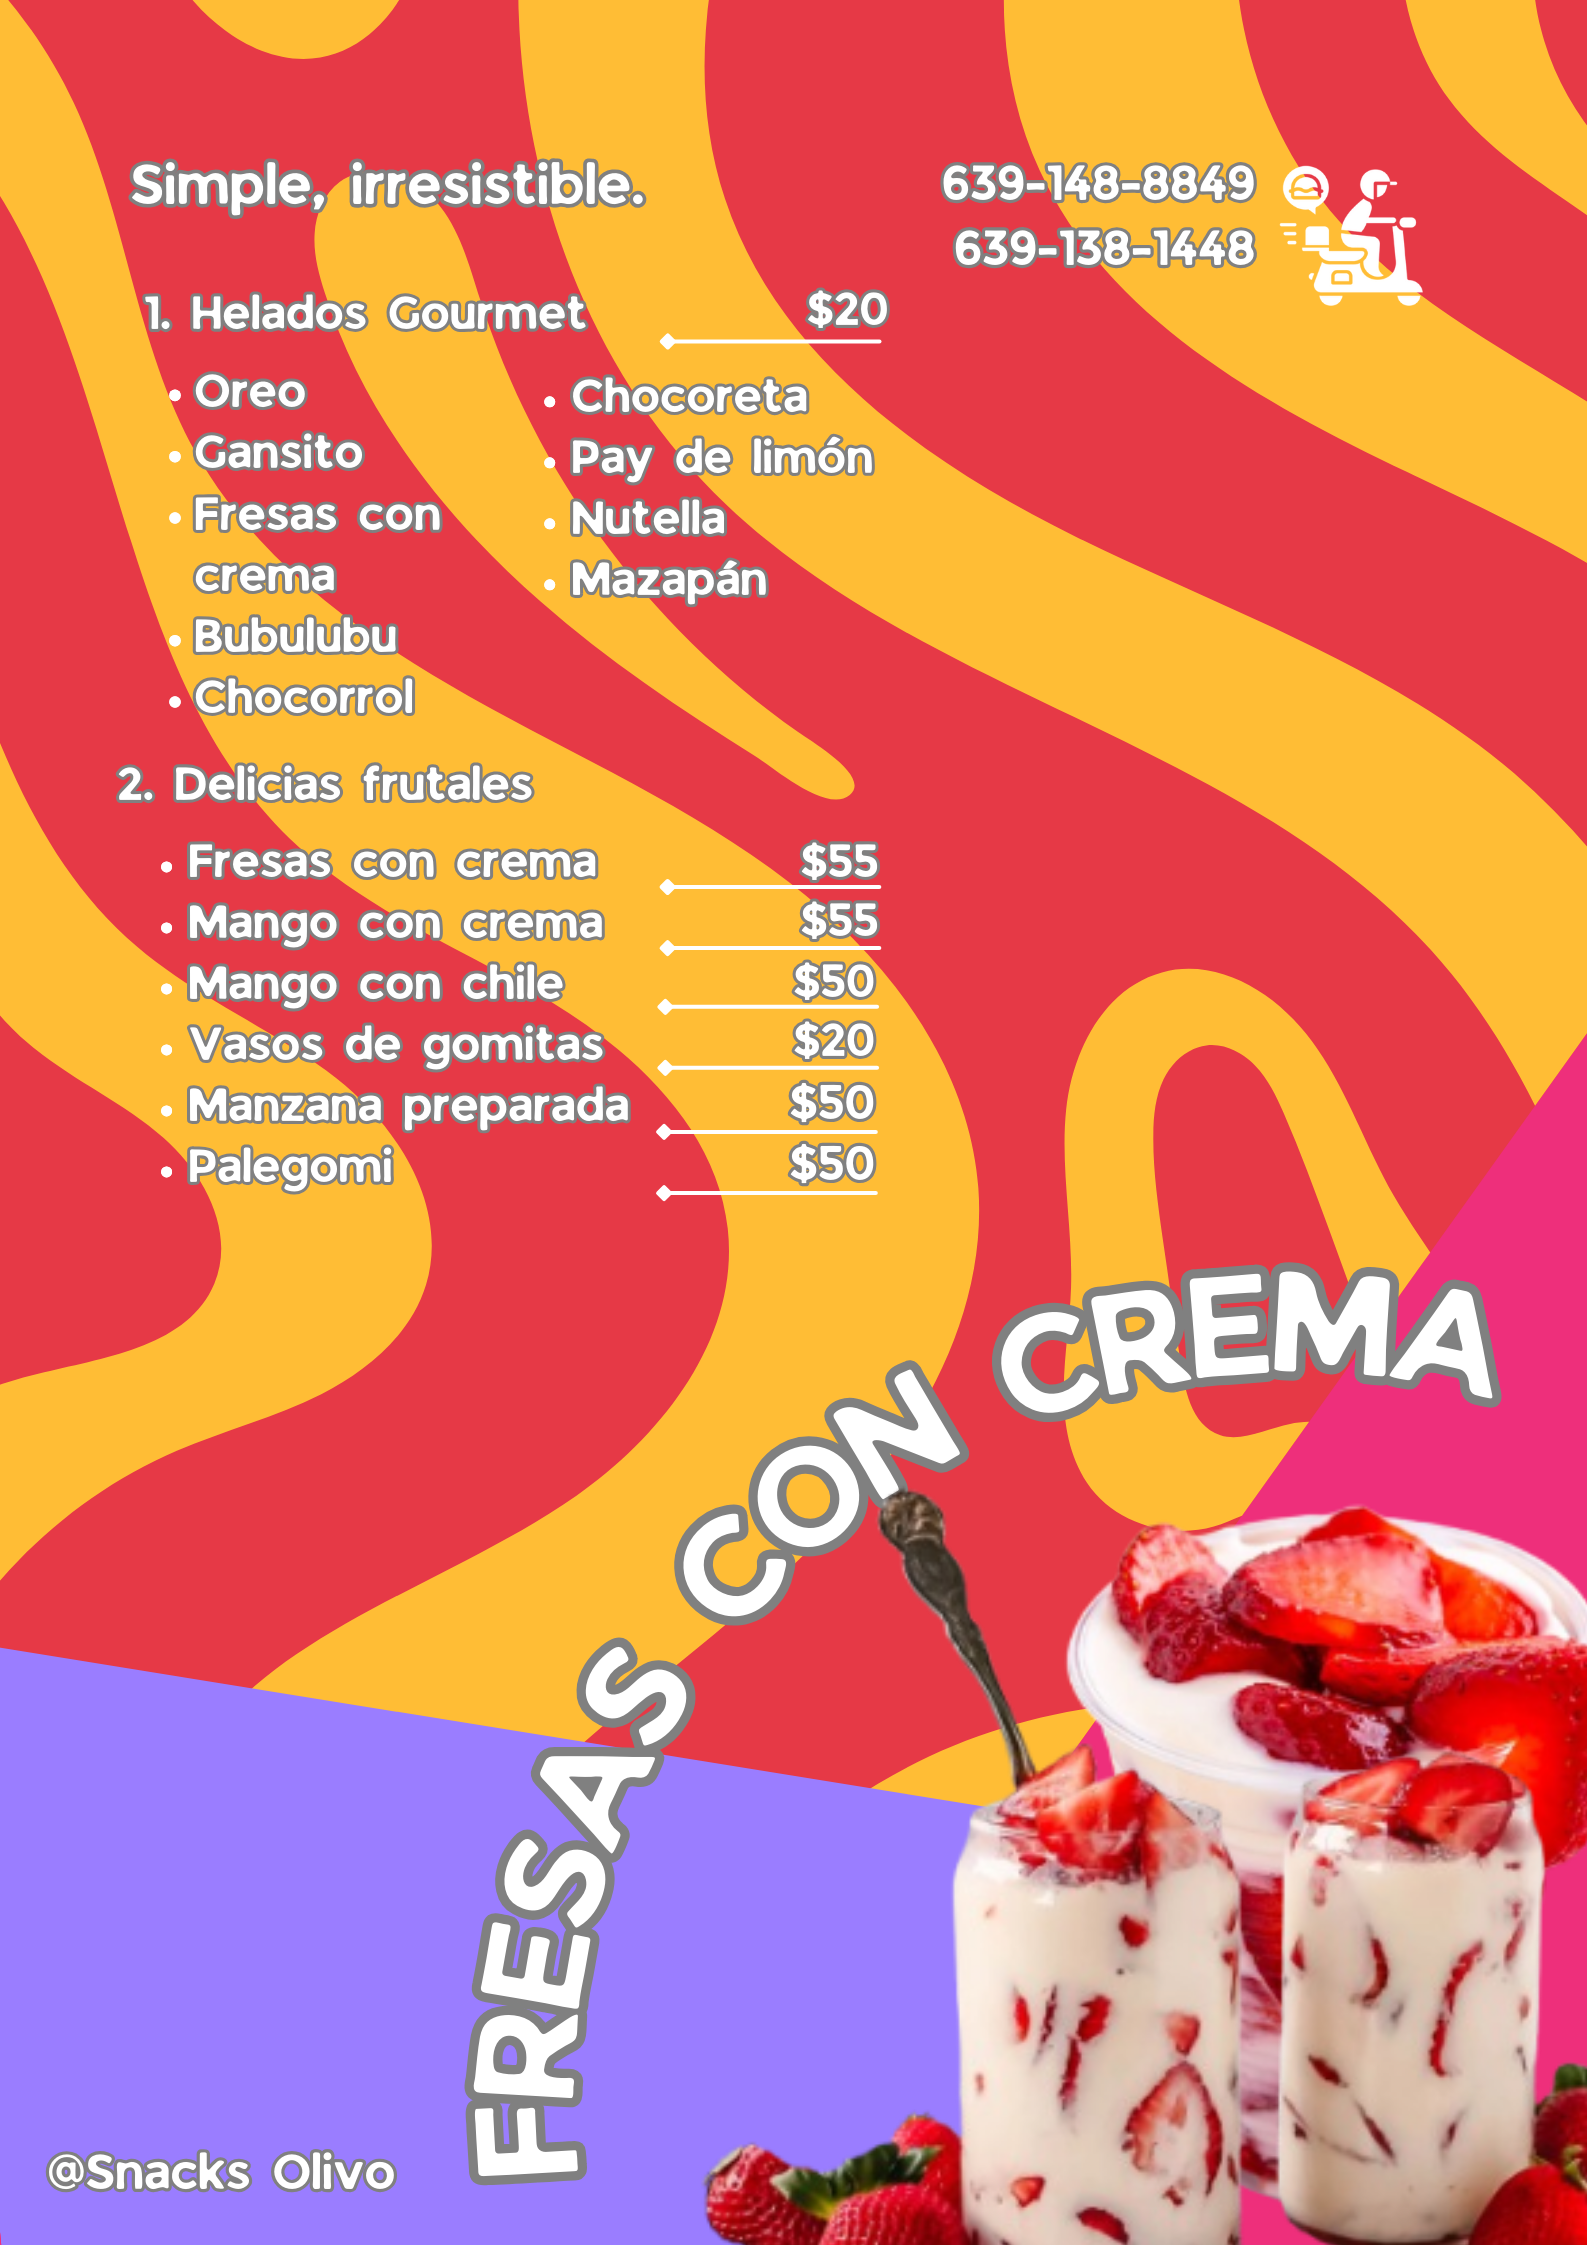 Simple, irresistible.
639-148-8849
639-138-1448
1. Helados Gourmet $20
• Oreo
• Gansito
• Fresas con
crema
• Bubulubu
• Chocorrol
• Chocoreta
• Pay de limón
• Nutella
• Mazapán
2. Delicias frutales
• Fresas con crema $55
• Mango con crema $55
• Mango con chile $50
• Vasos de gomitas $20
• Manzana preparada $50
• Palegomi $50
FRESAS CON CREMA
@Snacks Olivo